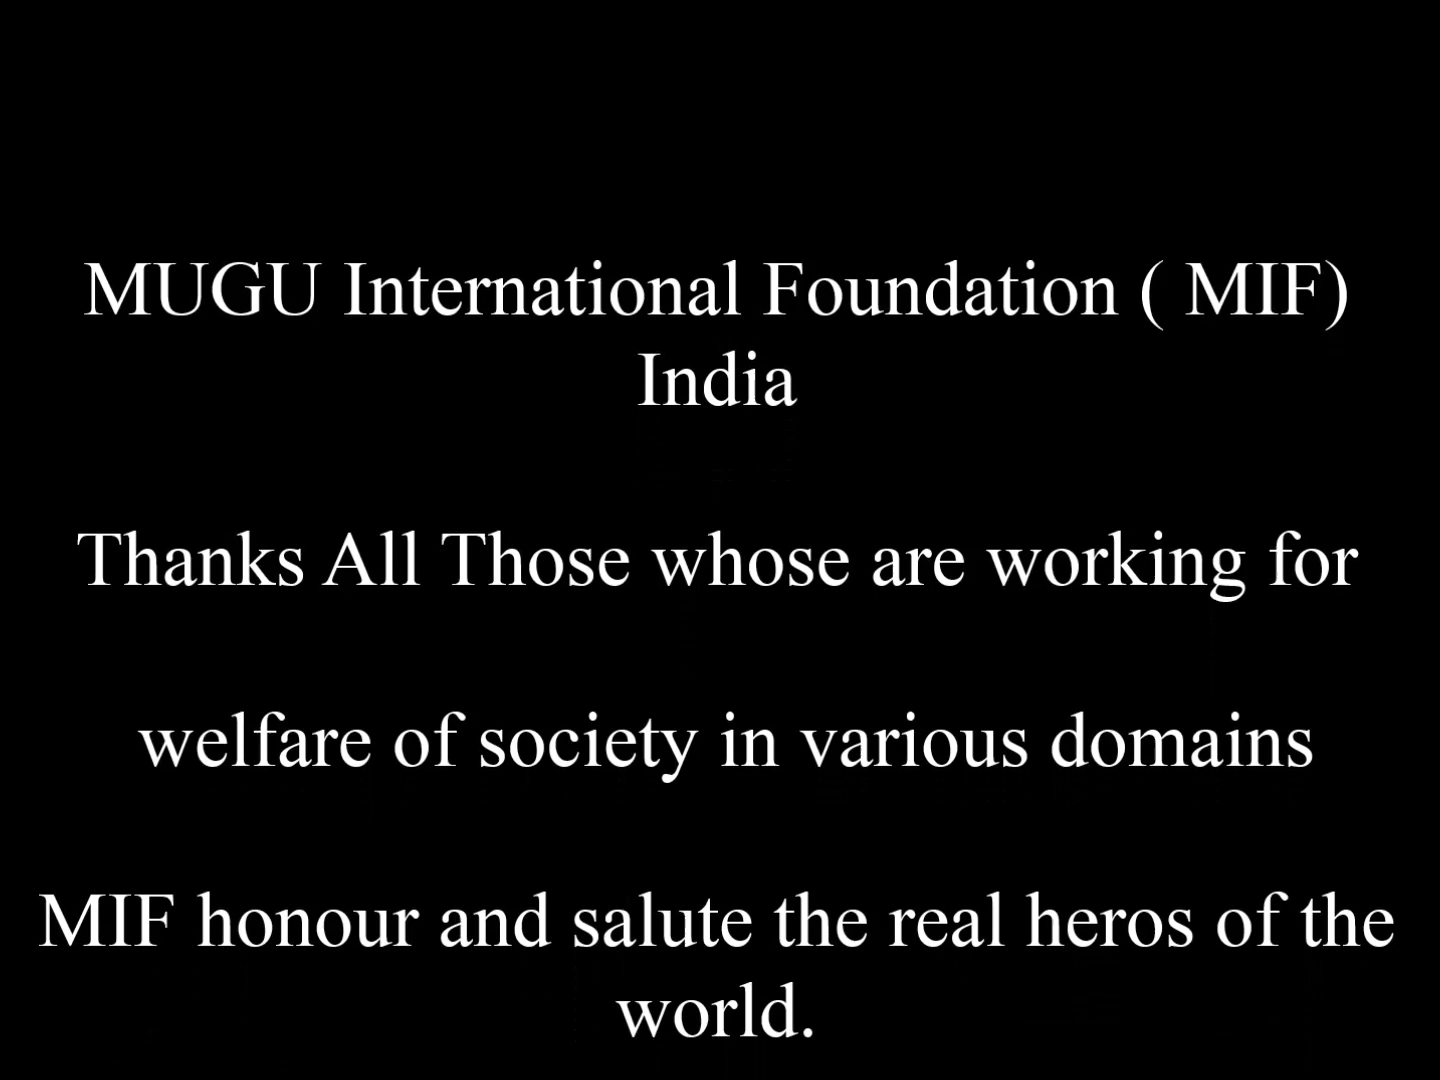 MUGU International Foundation ( MIF)
India
Thanks All Those whose are working for
welfare of society in various domains
MIF honour and salute the real heros of the
world.